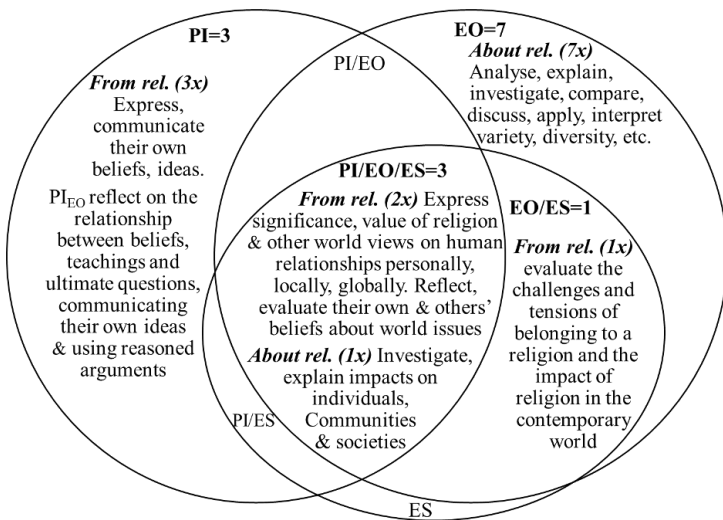 PI=3
From rel. (3x)
Express,
communicate
their own
beliefs, ideas.
PIEO reflect on the
relationship
between beliefs,
teachings and
ultimate questions,
communicating
their own ideas
& using reasoned
arguments
PI/EO
EO=7
About rel. (7x)
Analyse, explain,
investigate, compare,
discuss, apply, interpret
variety, diversity, etc.
PI/EO/ES=3
From rel. (2x) Express
significance, value of religion
& other world views on human
relationships personally,
locally, globally. Reflect,
evaluate their own & others’
beliefs about world issues
About rel. (1x) Investigate,
explain impacts on
individuals,
Communities
& societies
EO/ES=1
From rel. (1x)
evaluate the
challenges and
tensions of
belonging to a
religion and the
impact of
religion in the
contemporary
world
PI/ES
ES